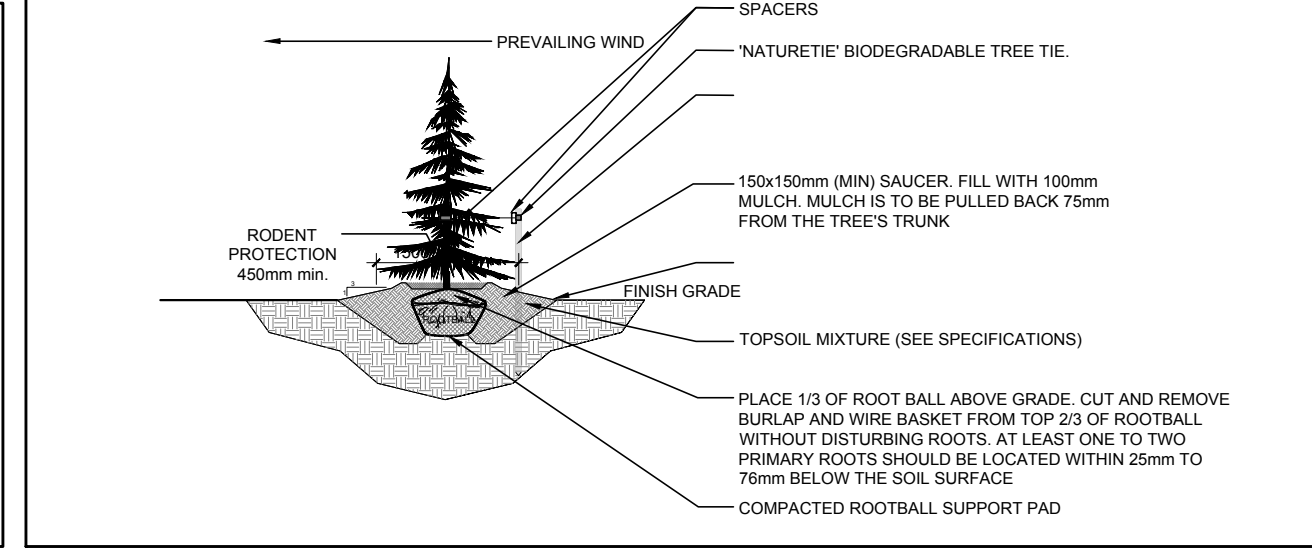 SPACERS
PREVAILING WIND
'NATURETIE' BIODEGRADABLE TREE TIE.
150x150mm (MIN) SAUCER. FILL WITH 100mm
MULCH. MULCH IS TO BE PULLED BACK 75mm
FROM THE TREE'S TRUNK
RODENT
PROTECTION
450mm min.
3
1
FINISH GRADE
ROOTBALL
TOPSOIL MIXTURE (SEE SPECIFICATIONS)
PLACE 1/3 OF ROOT BALL ABOVE GRADE. CUT AND REMOVE
BURLAP AND WIRE BASKET FROM TOP 2/3 OF ROOTBALL
WITHOUT DISTURBING ROOTS. AT LEAST ONE TO TWO
PRIMARY ROOTS SHOULD BE LOCATED WITHIN 25mm TO
76mm BELOW THE SOIL SURFACE
COMPACTED ROOTBALL SUPPORT PAD